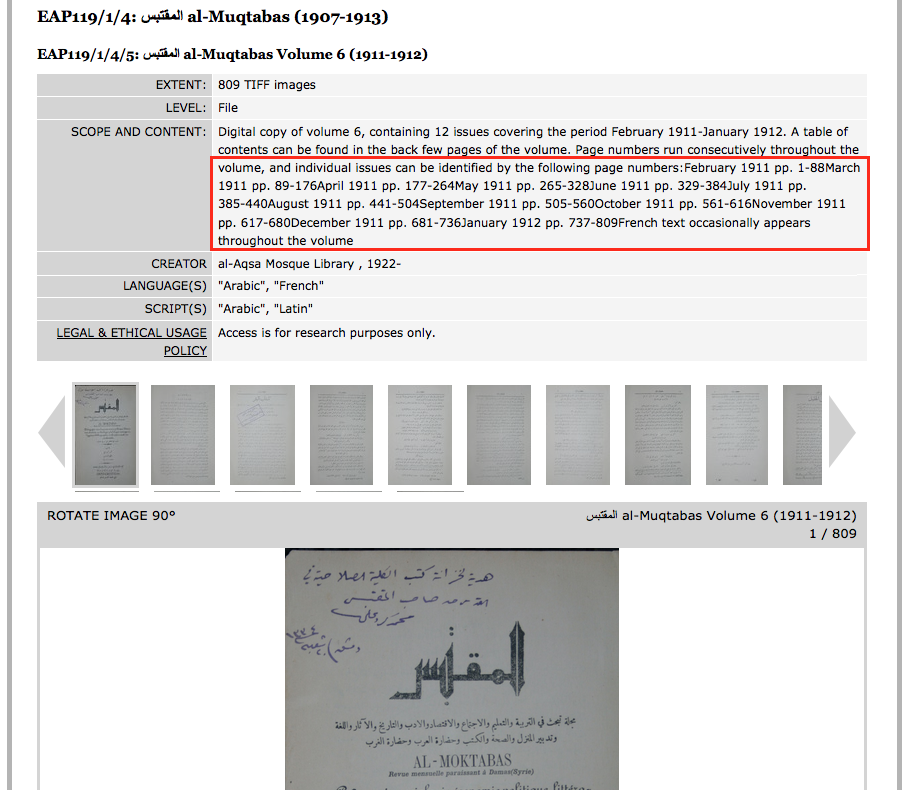 EAP119/1/4: المقتبس al-Muqtabas (1907-1913)
EAP119/1/4/5: المقتبس al-Muqtabas Volume 6 (1911-1912)
EXTENT: 809 TIFF images
LEVEL: File
SCOPE AND CONTENT: Digital copy of volume 6, containing 12 issues covering the period February 1911-January 1912. A table of
contents can be found in the back few pages of the volume. Page numbers run consecutively throughout the
volume, and individual issues can be identified by the following page numbers:February 1911 pp. 1-88March
1911 pp. 89-176April 1911 pp. 177-264May 1911 pp. 265-328June 1911 pp. 329-384July 1911 pp.
385-440August 1911 pp. 441-504September 1911 pp. 505-560October 1911 pp. 561-616November 1911
pp. 617-680December 1911 pp. 681-736January 1912 pp. 737-809French text occasionally appears
throughout the volume
CREATOR al-Aqsa Mosque Library , 1922-
LANGUAGE(S) "Arabic", "French"
SCRIPT(S) "Arabic", "Latin"
LEGAL & ETHICAL USAGE Access is for research purposes only.
POLICY
ROTATE IMAGE 90°
المقتبس al-Muqtabas Volume 6 (1911-1912)
1 / 809
هدية لخزانة كتب الكلية الصلاحية في
القدس من صاحب المقتبس
محمد كرد علي
المقتبس
مجلة تبحث في التربية والتعليم والاجتماع والاقتصاد والادب والتاريخ والآثار واللغة
وتدبير المنزل والصحة والكتب وحضارة العرب وحضارة الغرب
AL-MOKTABAS
Revue mensuelle paraissant à Damas(Syrie)